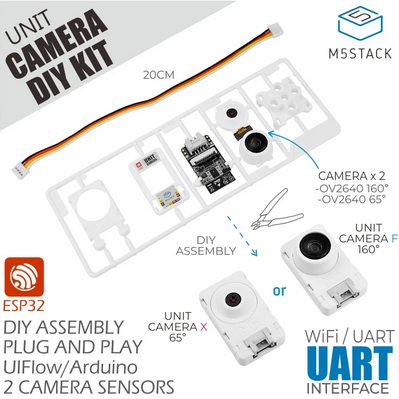 UNIT
CAMERA
DIY KIT
M5STACK
20CM
CAMERA x 2
-OV2640 160°
-OV2640 65°
DIY
ASSEMBLY
UNIT
CAMERA F
160°
ESP32
or
UNIT
CAMERA X
65°
DIY ASSEMBLY
PLUG AND PLAY
UIFlow/Arduino
2 CAMERA SENSORS
WiFi / UART
UART
INTERFACE